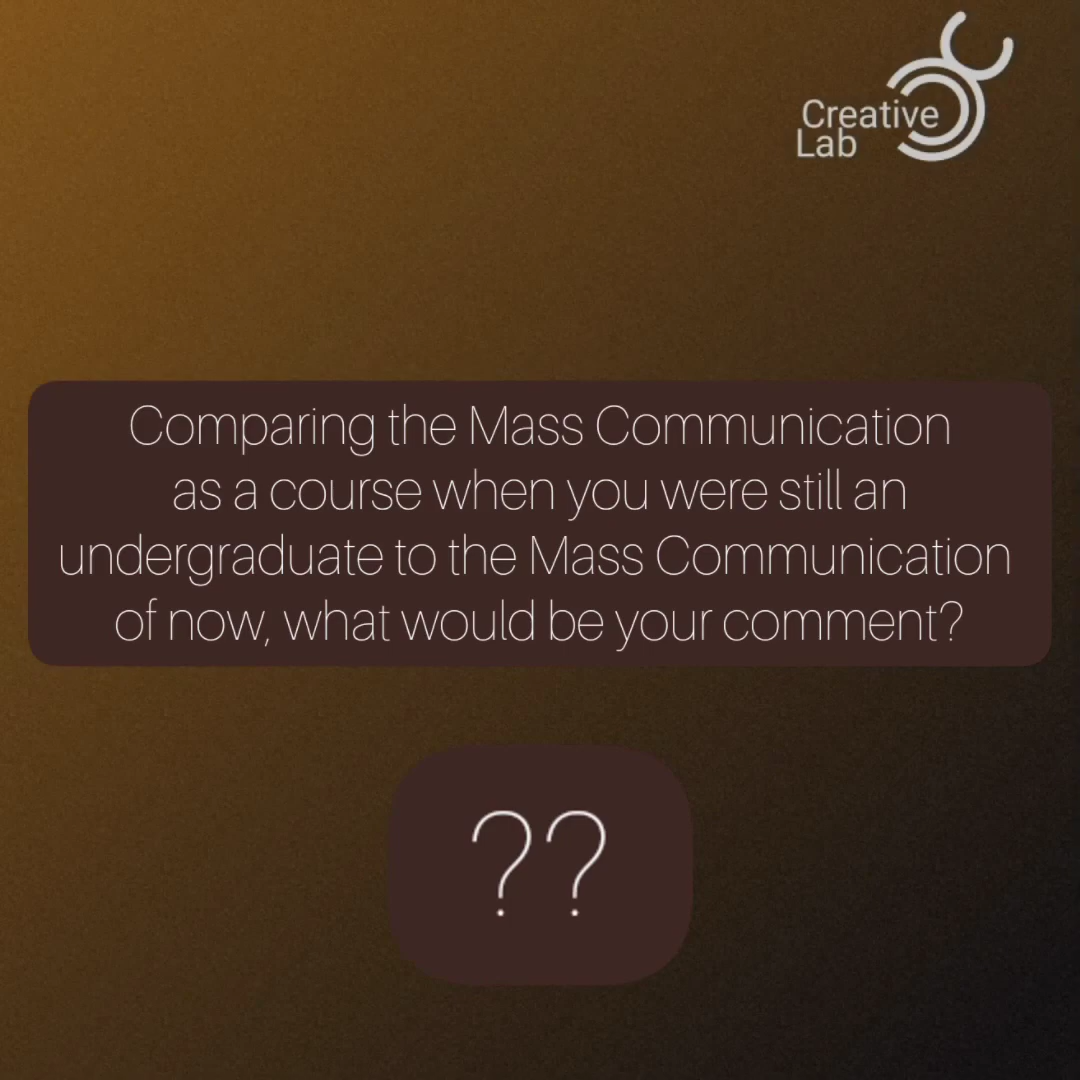 Creative
Lab
Comparing the Mass Communication
as a course when you were still an
undergraduate to the Mass Communication
of now, what would be your comment?
??